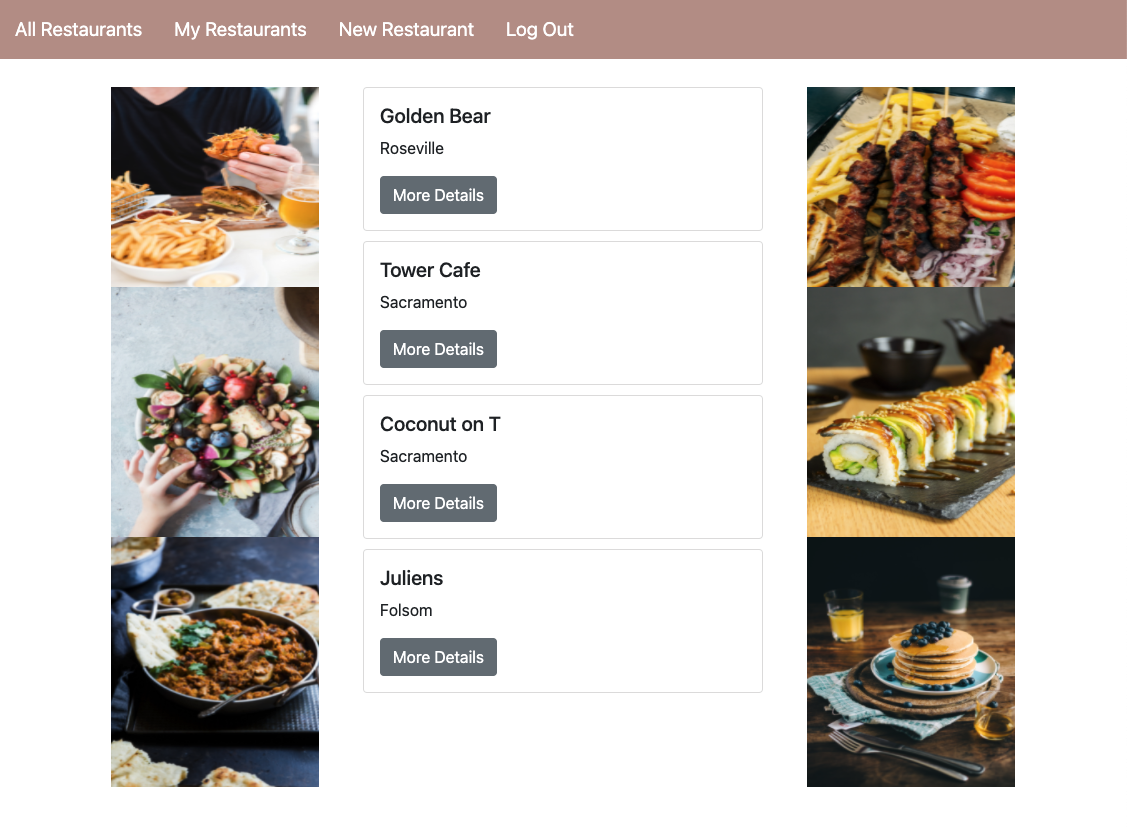 All Restaurants My Restaurants New Restaurant Log Out
Golden Bear
Roseville
More Details
Tower Cafe
Sacramento
More Details
Coconut on T
Sacramento
More Details
Juliens
Folsom
More Details